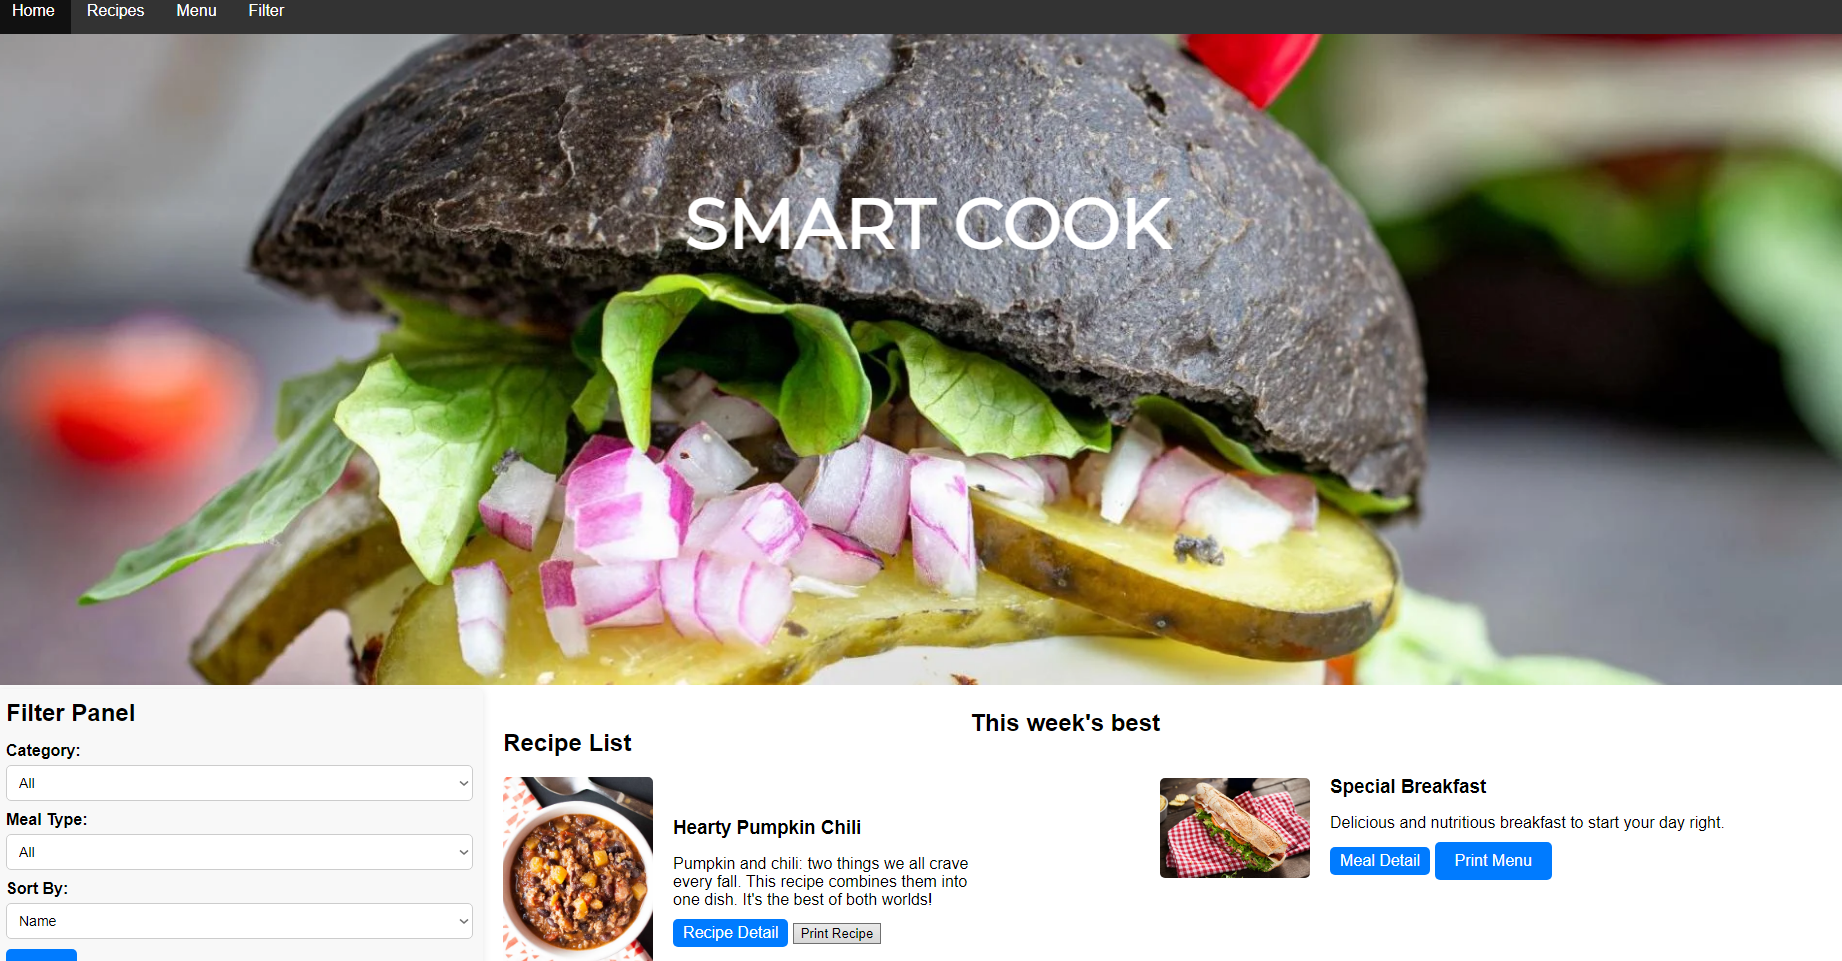 Home Recipes Menu Filter
SMART COOK
Filter Panel
Category:
All
Meal Type:
All
Sort By:
Name
This week's best
Recipe List
Hearty Pumpkin Chili
Pumpkin and chili: two things we all crave
every fall. This recipe combines them into
one dish. It's the best of both worlds!
Recipe Detail Print Recipe
Special Breakfast
Delicious and nutritious breakfast to start your day right.
Meal Detail Print Menu